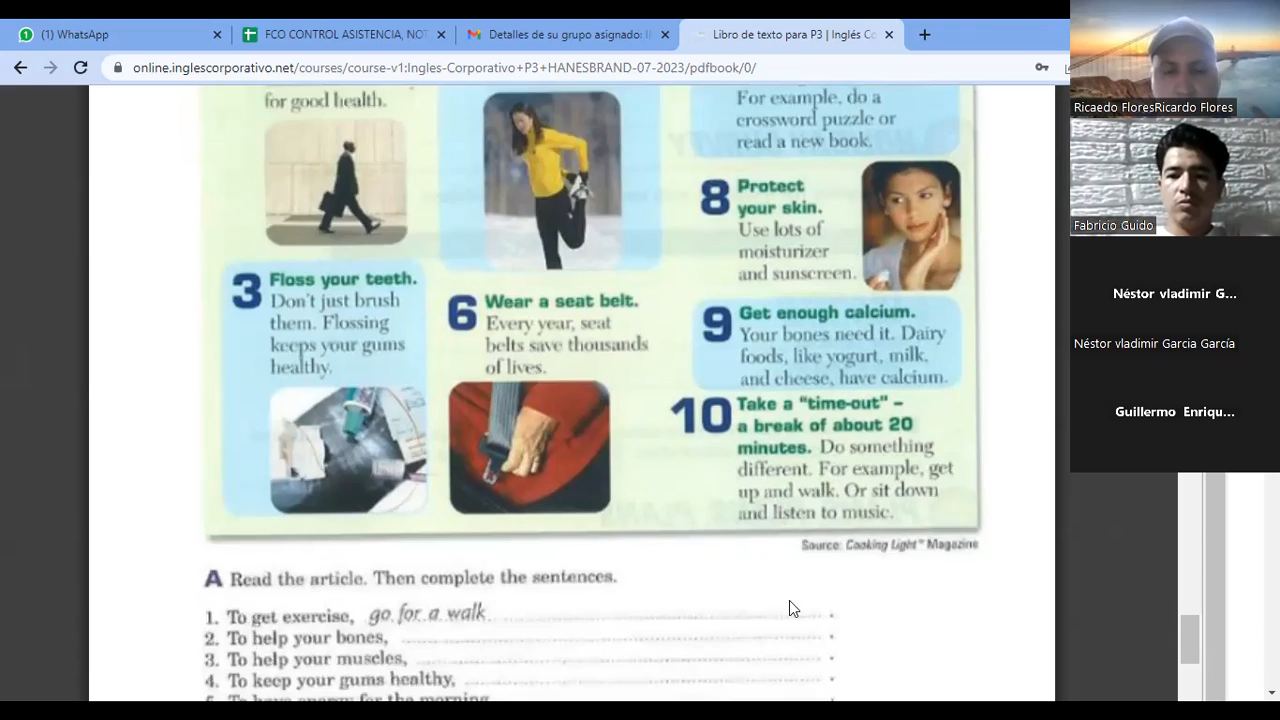 (1) WhatsApp
FCO CONTROL ASISTENCIA, NOT
Detalles de su grupo asignado: II
Libro de texto para P3 | Inglés Co
online.inglescorporativo.net/courses/course-v1:Ingles-Corporativo+P3+HANESBRAND-07-2023/pdfbook/0/
for good health.
3 Floss your teeth.
Don't just brush
them. Flossing
keeps your gums
healthy.
6 Wear a seat belt.
Every year, seat
belts save thousands
of lives.
For example, do a
crossword puzzle or
read a new book.
8 Protect
your skin.
Use lots of
moisturizer
and sunscreen.
9 Get enough calcium.
Your bones need it. Dairy
foods, like yogurt, milk,
and cheese, have calcium.
10 Take a "time-out" –
a break of about 20
minutes. Do something
different. For example, get
up and walk. Or sit down
and listen to music.
Source: Cooking Light™ Magazine
A Read the article. Then complete the sentences.
1. To get exercise, go for a walk .
2. To help your bones, .
3. To help your muscles, .
4. To keep your gums healthy, .
5. To have energy for the morning
Ricaedo FloresRicardo Flores
Fabricio Guido
Néstor vladimir G...
Néstor vladimir Garcia García
Guillermo Enriqu...